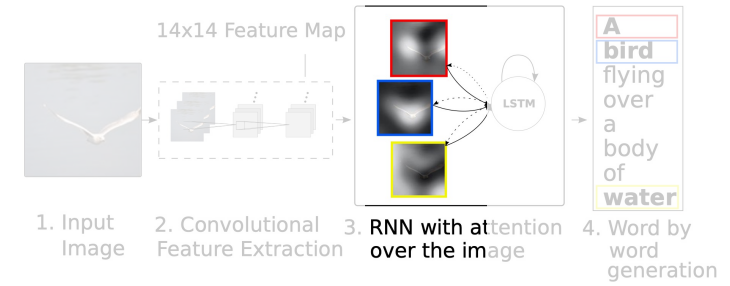 14x14 Feature Map
LSTM
A
bird
flying
over
a
body
of
water
1. Input
Image
2. Convolutional
Feature Extraction
3. RNN with attention
over the image
4. Word by
word
generation